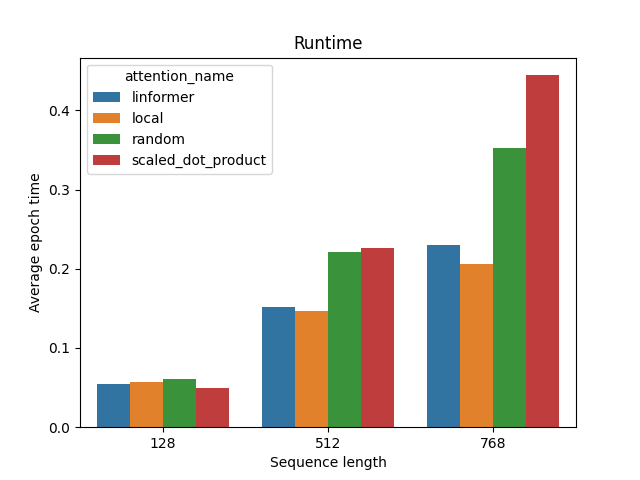 Runtime
attention_name
linformer
local
random
scaled_dot_product
Average epoch time
0.4
0.3
0.2
0.1
0.0
128
512
768
Sequence length